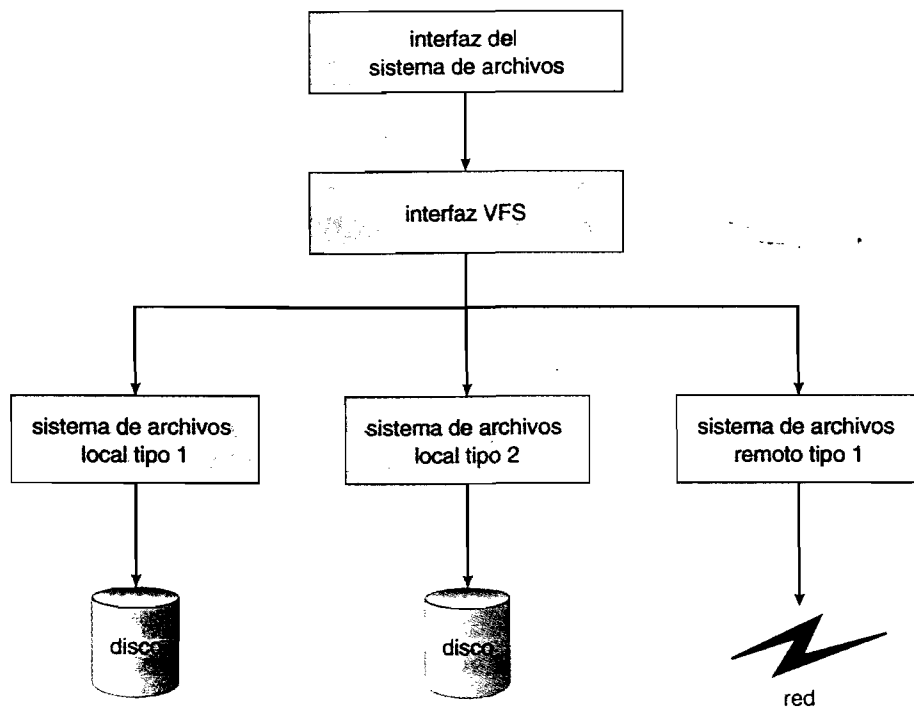 interfaz del
sistema de archivos
interfaz VFS
sistema de archivos
local tipo 1
sistema de archivos
local tipo 2
sistema de archivos
remoto tipo 1
disco
disco
red